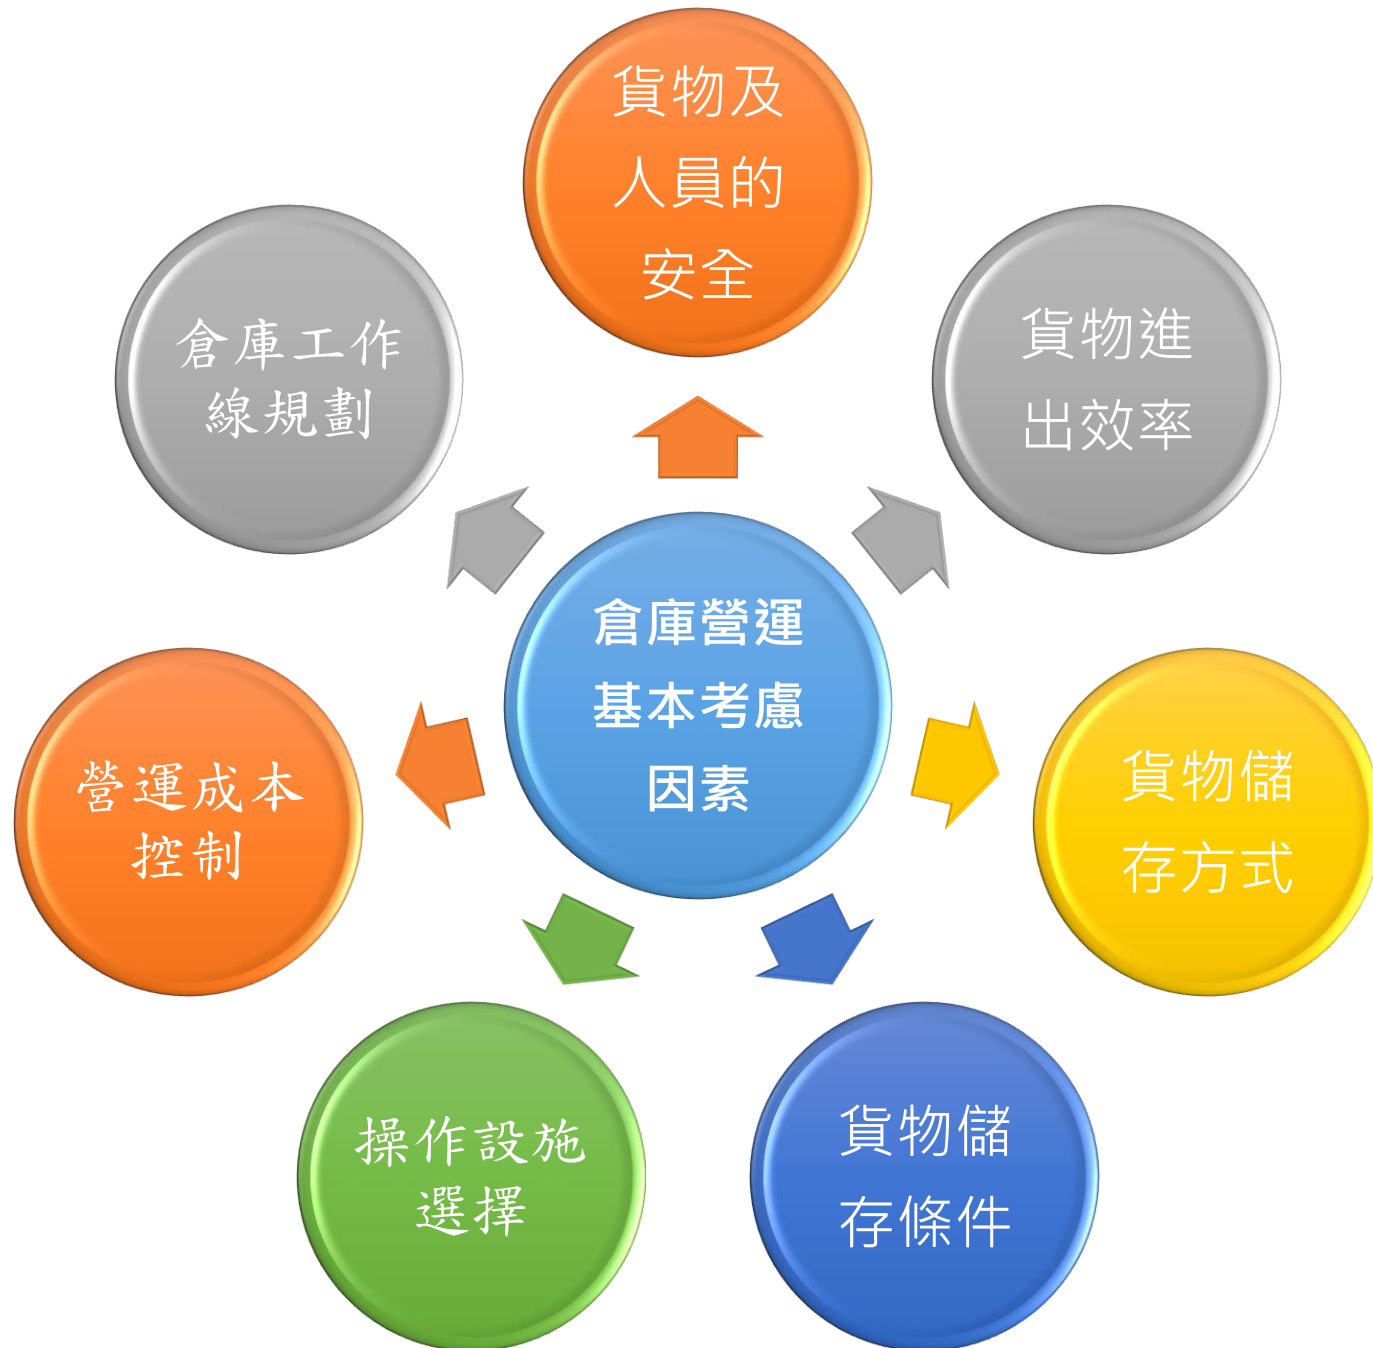 貨物及
人員的
安全
貨物進
出效率
貨物儲
存方式
貨物儲
存條件
操作設施
選擇
營運成本
控制
倉庫工作
線規劃
倉庫營運
基本考慮
因素